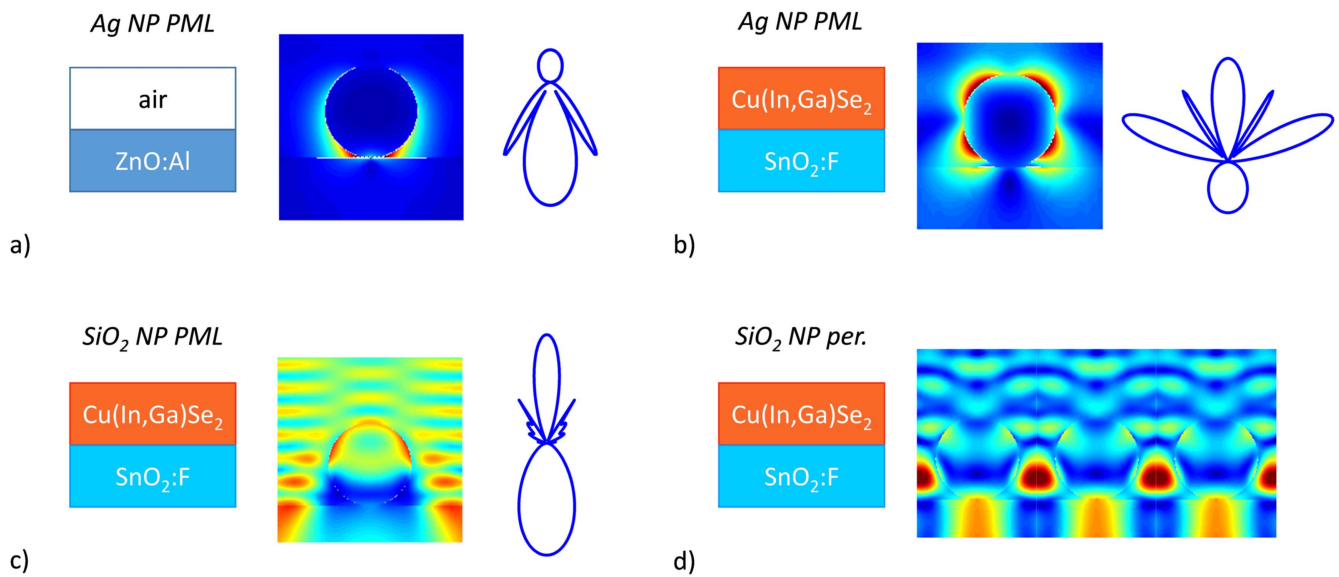 Ag NP PML
air
ZnO:Al
a)
Ag NP PML
Cu(In,Ga)Se₂
SnO₂:F
b)
SiO₂ NP PML
Cu(In,Ga)Se₂
SnO₂:F
c)
SiO₂ NP per.
Cu(In,Ga)Se₂
SnO₂:F
d)